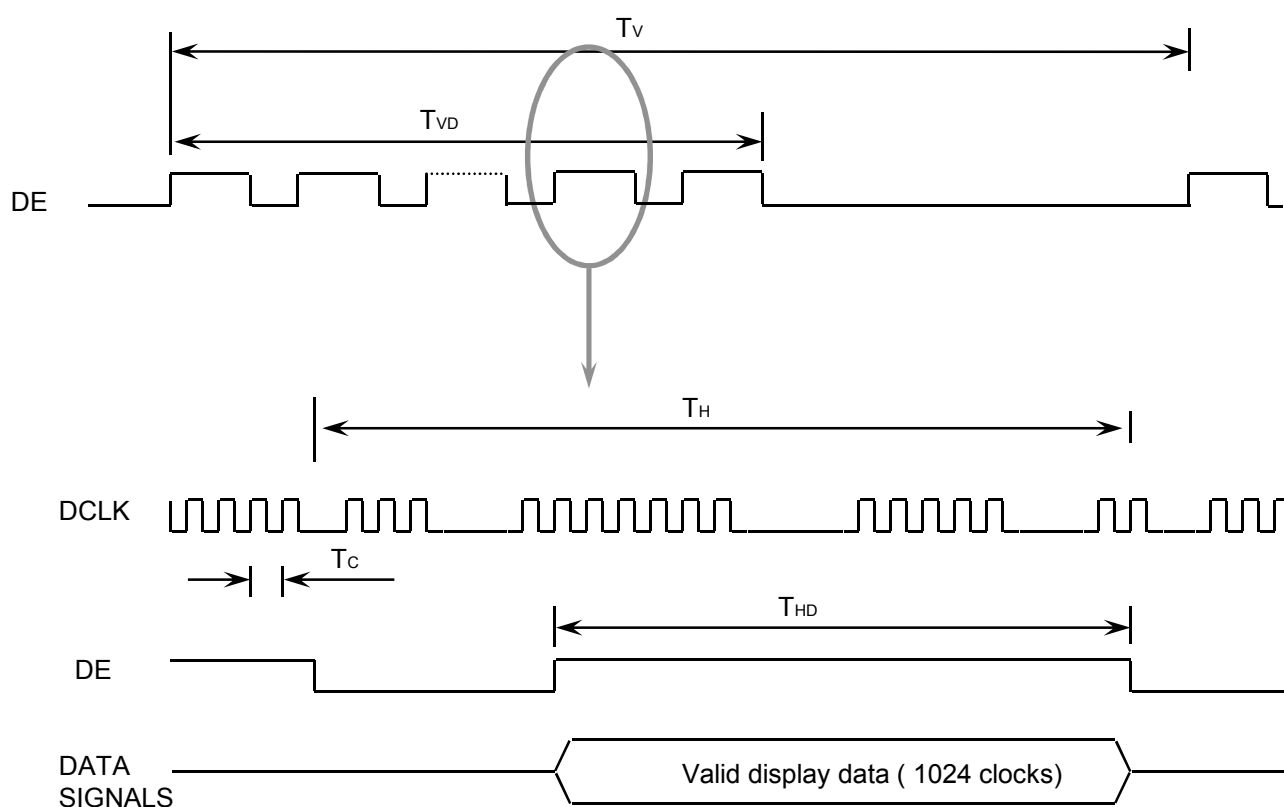 TV
TVD
DE
TH
DCLK
TC
THD
DE
DATA
SIGNALS
Valid display data ( 1024 clocks)